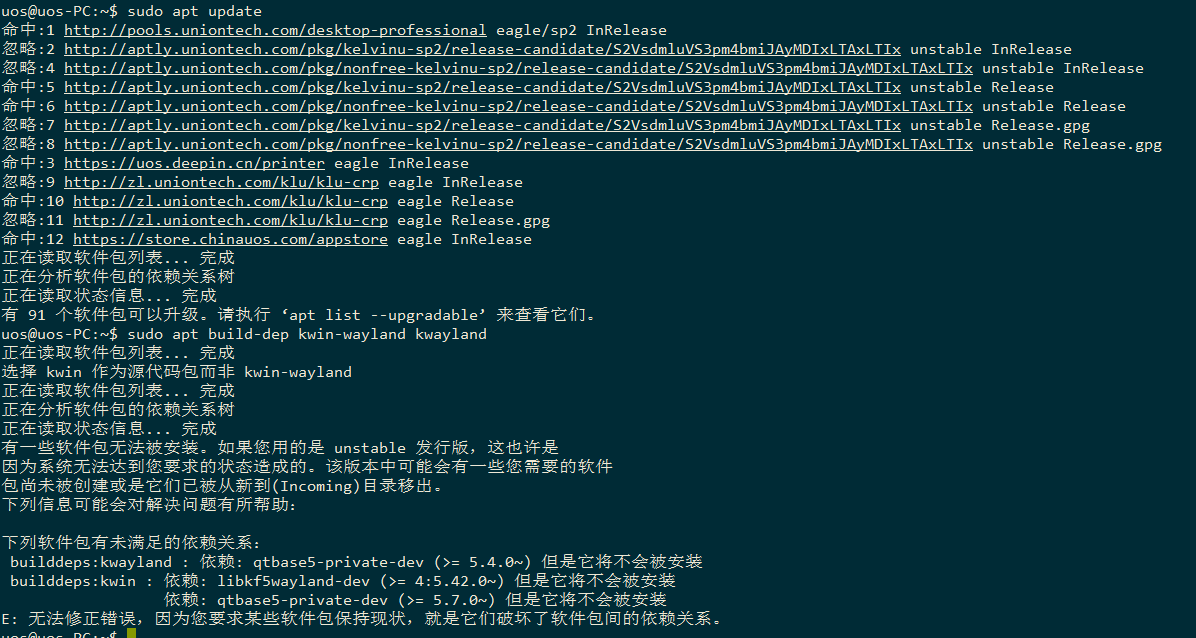 uos@uos-PC:~$ sudo apt update
命中:1 http://pools.uniontech.com/desktop-professional eagle/sp2 InRelease
忽略:2 http://aptly.uniontech.com/pkg/kelvinu-sp2/release-candidate/S2VsdmluVS3pm4bmiJAyMDIxLTAxLTIx unstable InRelease
忽略:4 http://aptly.uniontech.com/pkg/nonfree-kelvinu-sp2/release-candidate/S2VsdmluVS3pm4bmiJAyMDIxLTAxLTIx unstable InRelease
命中:5 http://aptly.uniontech.com/pkg/kelvinu-sp2/release-candidate/S2VsdmluVS3pm4bmiJAyMDIxLTAxLTIx unstable Release
命中:6 http://aptly.uniontech.com/pkg/nonfree-kelvinu-sp2/release-candidate/S2VsdmluVS3pm4bmiJAyMDIxLTAxLTIx unstable Release
忽略:7 http://aptly.uniontech.com/pkg/kelvinu-sp2/release-candidate/S2VsdmluVS3pm4bmiJAyMDIxLTAxLTIx unstable Release.gpg
忽略:8 http://aptly.uniontech.com/pkg/nonfree-kelvinu-sp2/release-candidate/S2VsdmluVS3pm4bmiJAyMDIxLTAxLTIx unstable Release.gpg
命中:3 https://uos.deepin.cn/printer eagle InRelease
忽略:9 http://zl.uniontech.com/klu/klu-crp eagle InRelease
命中:10 http://zl.uniontech.com/klu/klu-crp eagle Release
忽略:11 http://zl.uniontech.com/klu/klu-crp eagle Release.gpg
命中:12 https://store.chinauos.com/appstore eagle InRelease
正在读取软件包列表... 完成
正在分析软件包的依赖关系树
正在读取状态信息... 完成
有 91 个软件包可以升级。请执行 ‘apt list --upgradable’ 来查看它们。
uos@uos-PC:~$ sudo apt build-dep kwin-wayland kwayland
正在读取软件包列表... 完成
选择 kwin 作为源代码包而非 kwin-wayland
正在读取软件包列表... 完成
正在分析软件包的依赖关系树
正在读取状态信息... 完成
有一些软件包无法被安装。如果您用的是 unstable 发行版，这也许是
因为系统无法达到您要求的状态造成的。该版本中可能会有一些您需要的软件
包尚未被创建或是它们已被从新到(Incoming)目录移出。
下列信息可能会对解决问题有所帮助：
下列软件包有未满足的依赖关系：
builddeps:kwayland : 依赖: qtbase5-private-dev (>= 5.4.0~) 但是它将不会被安装
builddeps:kwin : 依赖: libkf5wayland-dev (>= 4:5.42.0~) 但是它将不会被安装
依赖: qtbase5-private-dev (>= 5.7.0~) 但是它将不会被安装
E: 无法修正错误，因为您要求某些软件包保持现状，就是它们破坏了软件包间的依赖关系。
uos@uos-PC:~$